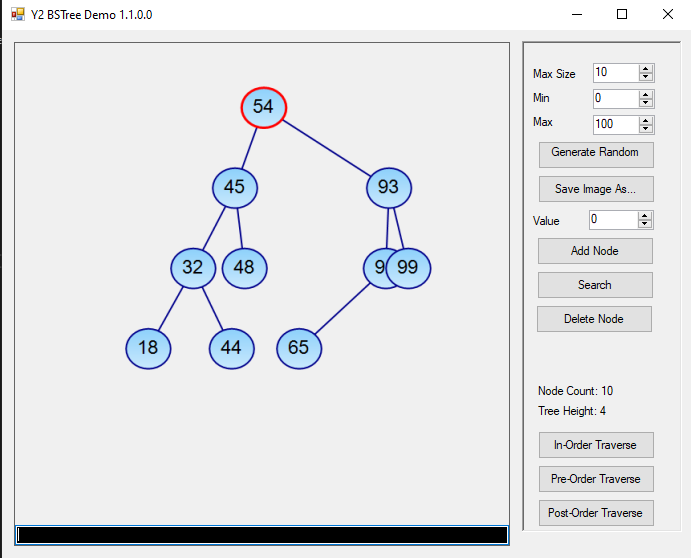 Y2 BSTree Demo 1.1.0.0
54
45
93
32
48
99
18
44
65
Max Size 10
Min 0
Max 100
Generate Random
Save Image As...
Value 0
Add Node
Search
Delete Node
Node Count: 10
Tree Height: 4
In-Order Traverse
Pre-Order Traverse
Post-Order Traverse